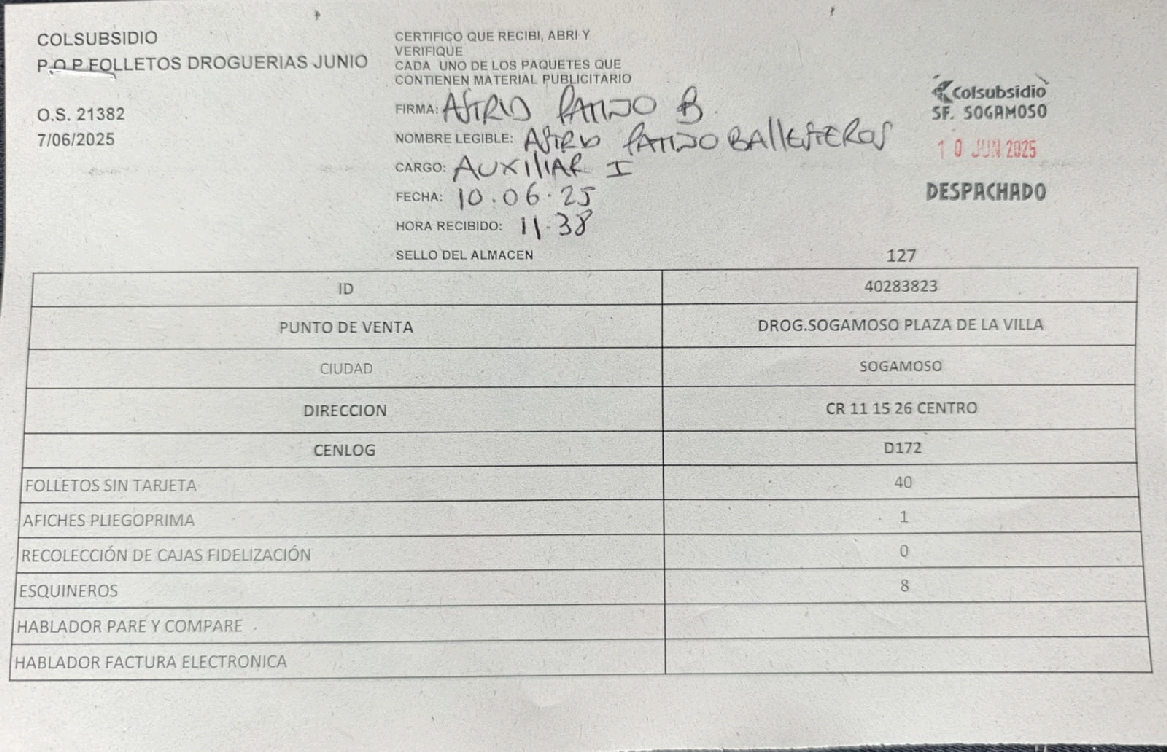 COLSUBSIDIO
P.O.P FOLLETOS DROGUERIAS JUNIO
O.S. 21382
7/06/2025
CERTIFICO QUE RECIBI, ABRI Y
VERIFIQUE
CADA UNO DE LOS PAQUETES QUE
CONTIENEN MATERIAL PUBLICITARIO
FIRMA: ASTRID PATIÑO B
NOMBRE LEGIBLE: ASTRID PATIÑO BALLESTEROS
CARGO: AUXILIAR I
FECHA: 10.06.25
HORA RECIBIDO: 11.38
SELLO DEL ALMACEN
Colsubsidio
SF. SOGAMOSO
10 JUN 2025
DESPACHADO
127
ID 40283823
PUNTO DE VENTA DROG.SOGAMOSO PLAZA DE LA VILLA
CIUDAD SOGAMOSO
DIRECCION CR 11 15 26 CENTRO
CENLOG D172
FOLLETOS SIN TARJETA 40
AFICHES PLIEGOPRIMA 1
RECOLECCIÓN DE CAJAS FIDELIZACIÓN 0
ESQUINEROS 8
HABLADOR PARE Y COMPARE
HABLADOR FACTURA ELECTRONICA